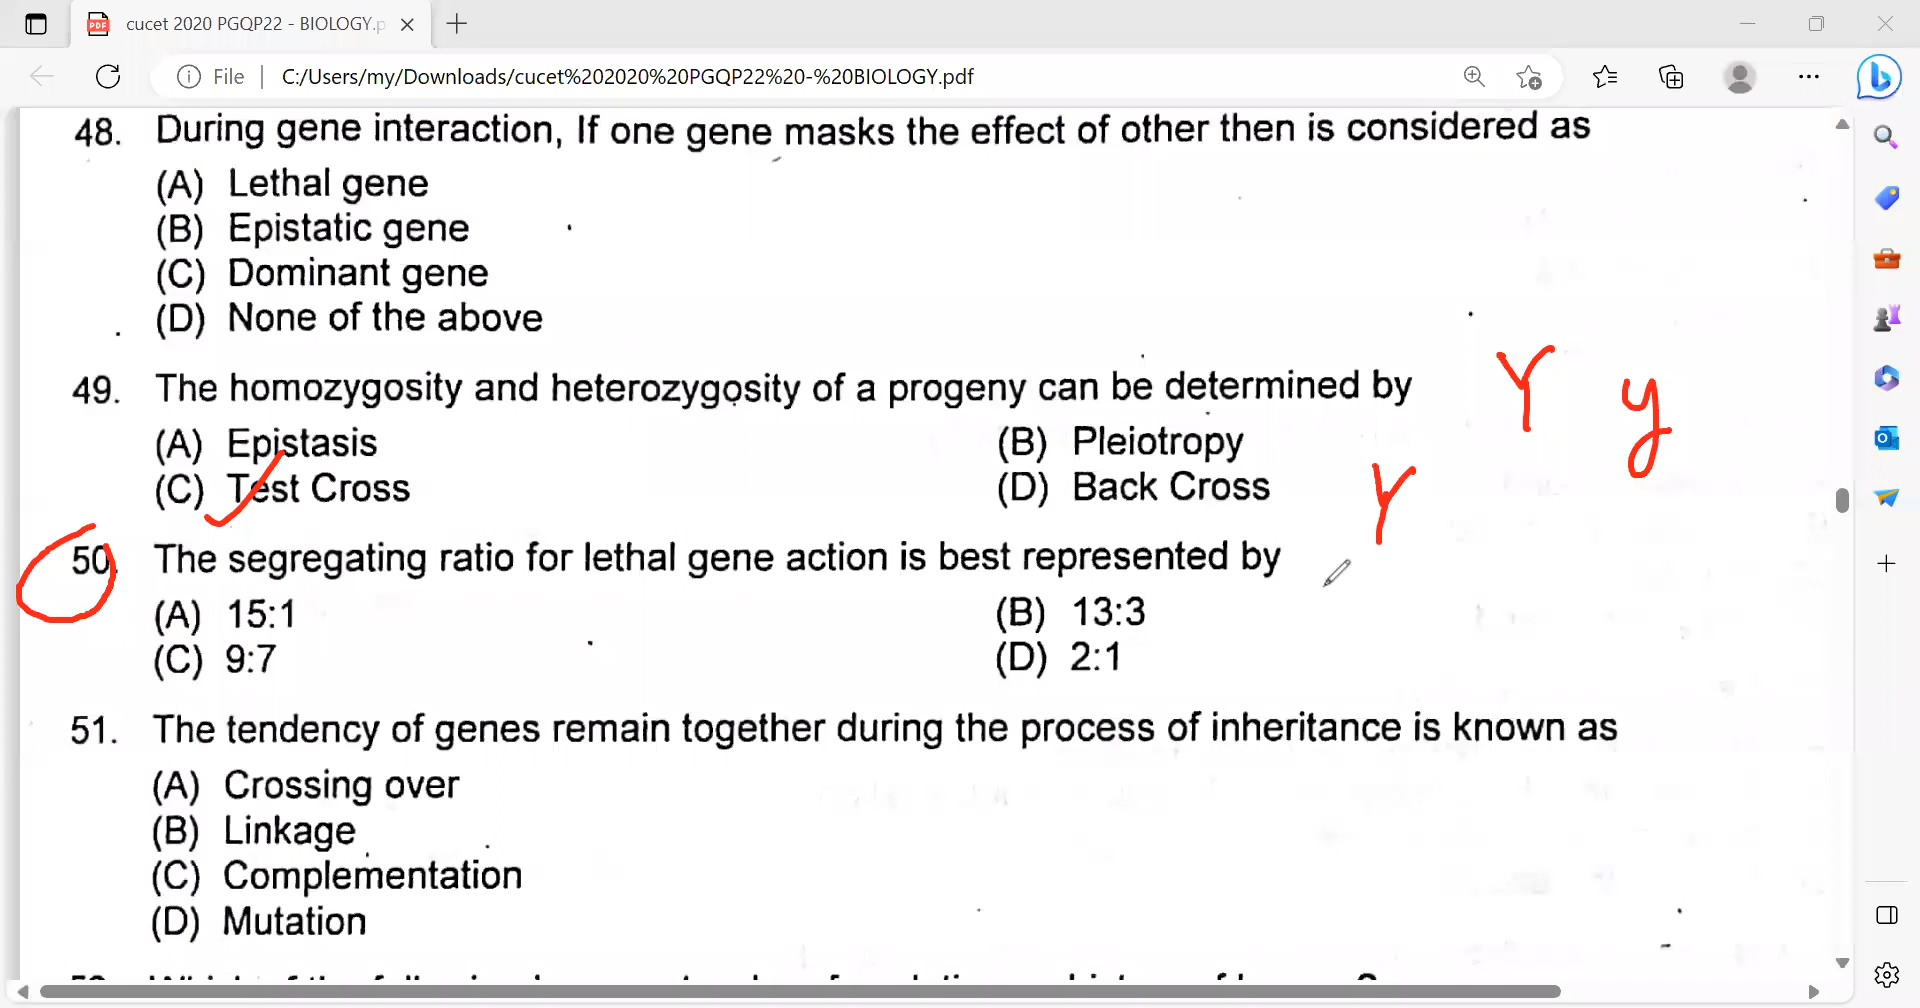 cucet 2020 PGQP22 - BIOLOGY.p
File
C:/Users/my/Downloads/cucet%202020%20PGQP22%20-%20BIOLOGY.pdf
48. During gene interaction, If one gene masks the effect of other then is considered as
(A) Lethal gene
(B) Epistatic gene
(C) Dominant gene
(D) None of the above
49. The homozygosity and heterozygosity of a progeny can be determined by
Y y
(A) Epistasis (B) Pleiotropy
(C) Test Cross (D) Back Cross
Y
50. The segregating ratio for lethal gene action is best represented by
(A) 15:1 (B) 13:3
(C) 9:7 (D) 2:1
51. The tendency of genes remain together during the process of inheritance is known as
(A) Crossing over
(B) Linkage
(C) Complementation
(D) Mutation